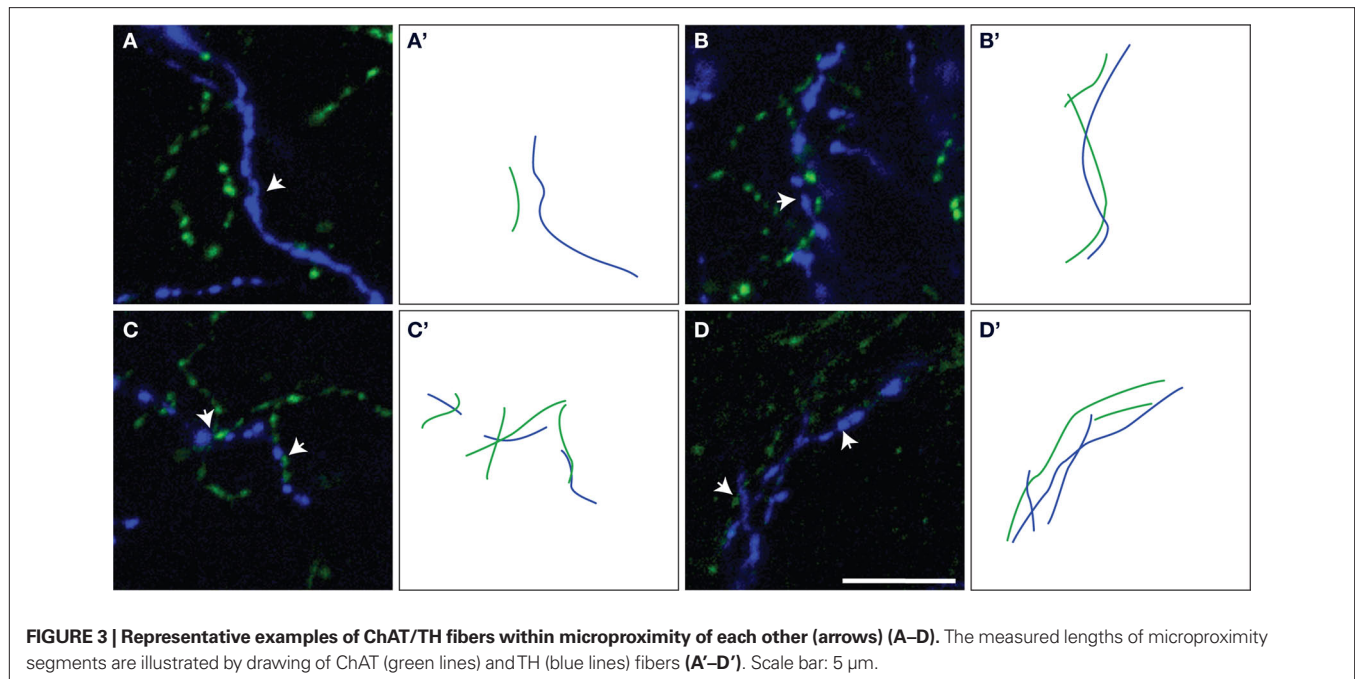 A A' B B'
C C' D D'
FIGURE 3 | Representative examples of ChAT/TH fibers within microproximity of each other (arrows) (A–D). The measured lengths of microproximity
segments are illustrated by drawing of ChAT (green lines) and TH (blue lines) fibers (A'–D'). Scale bar: 5 µm.